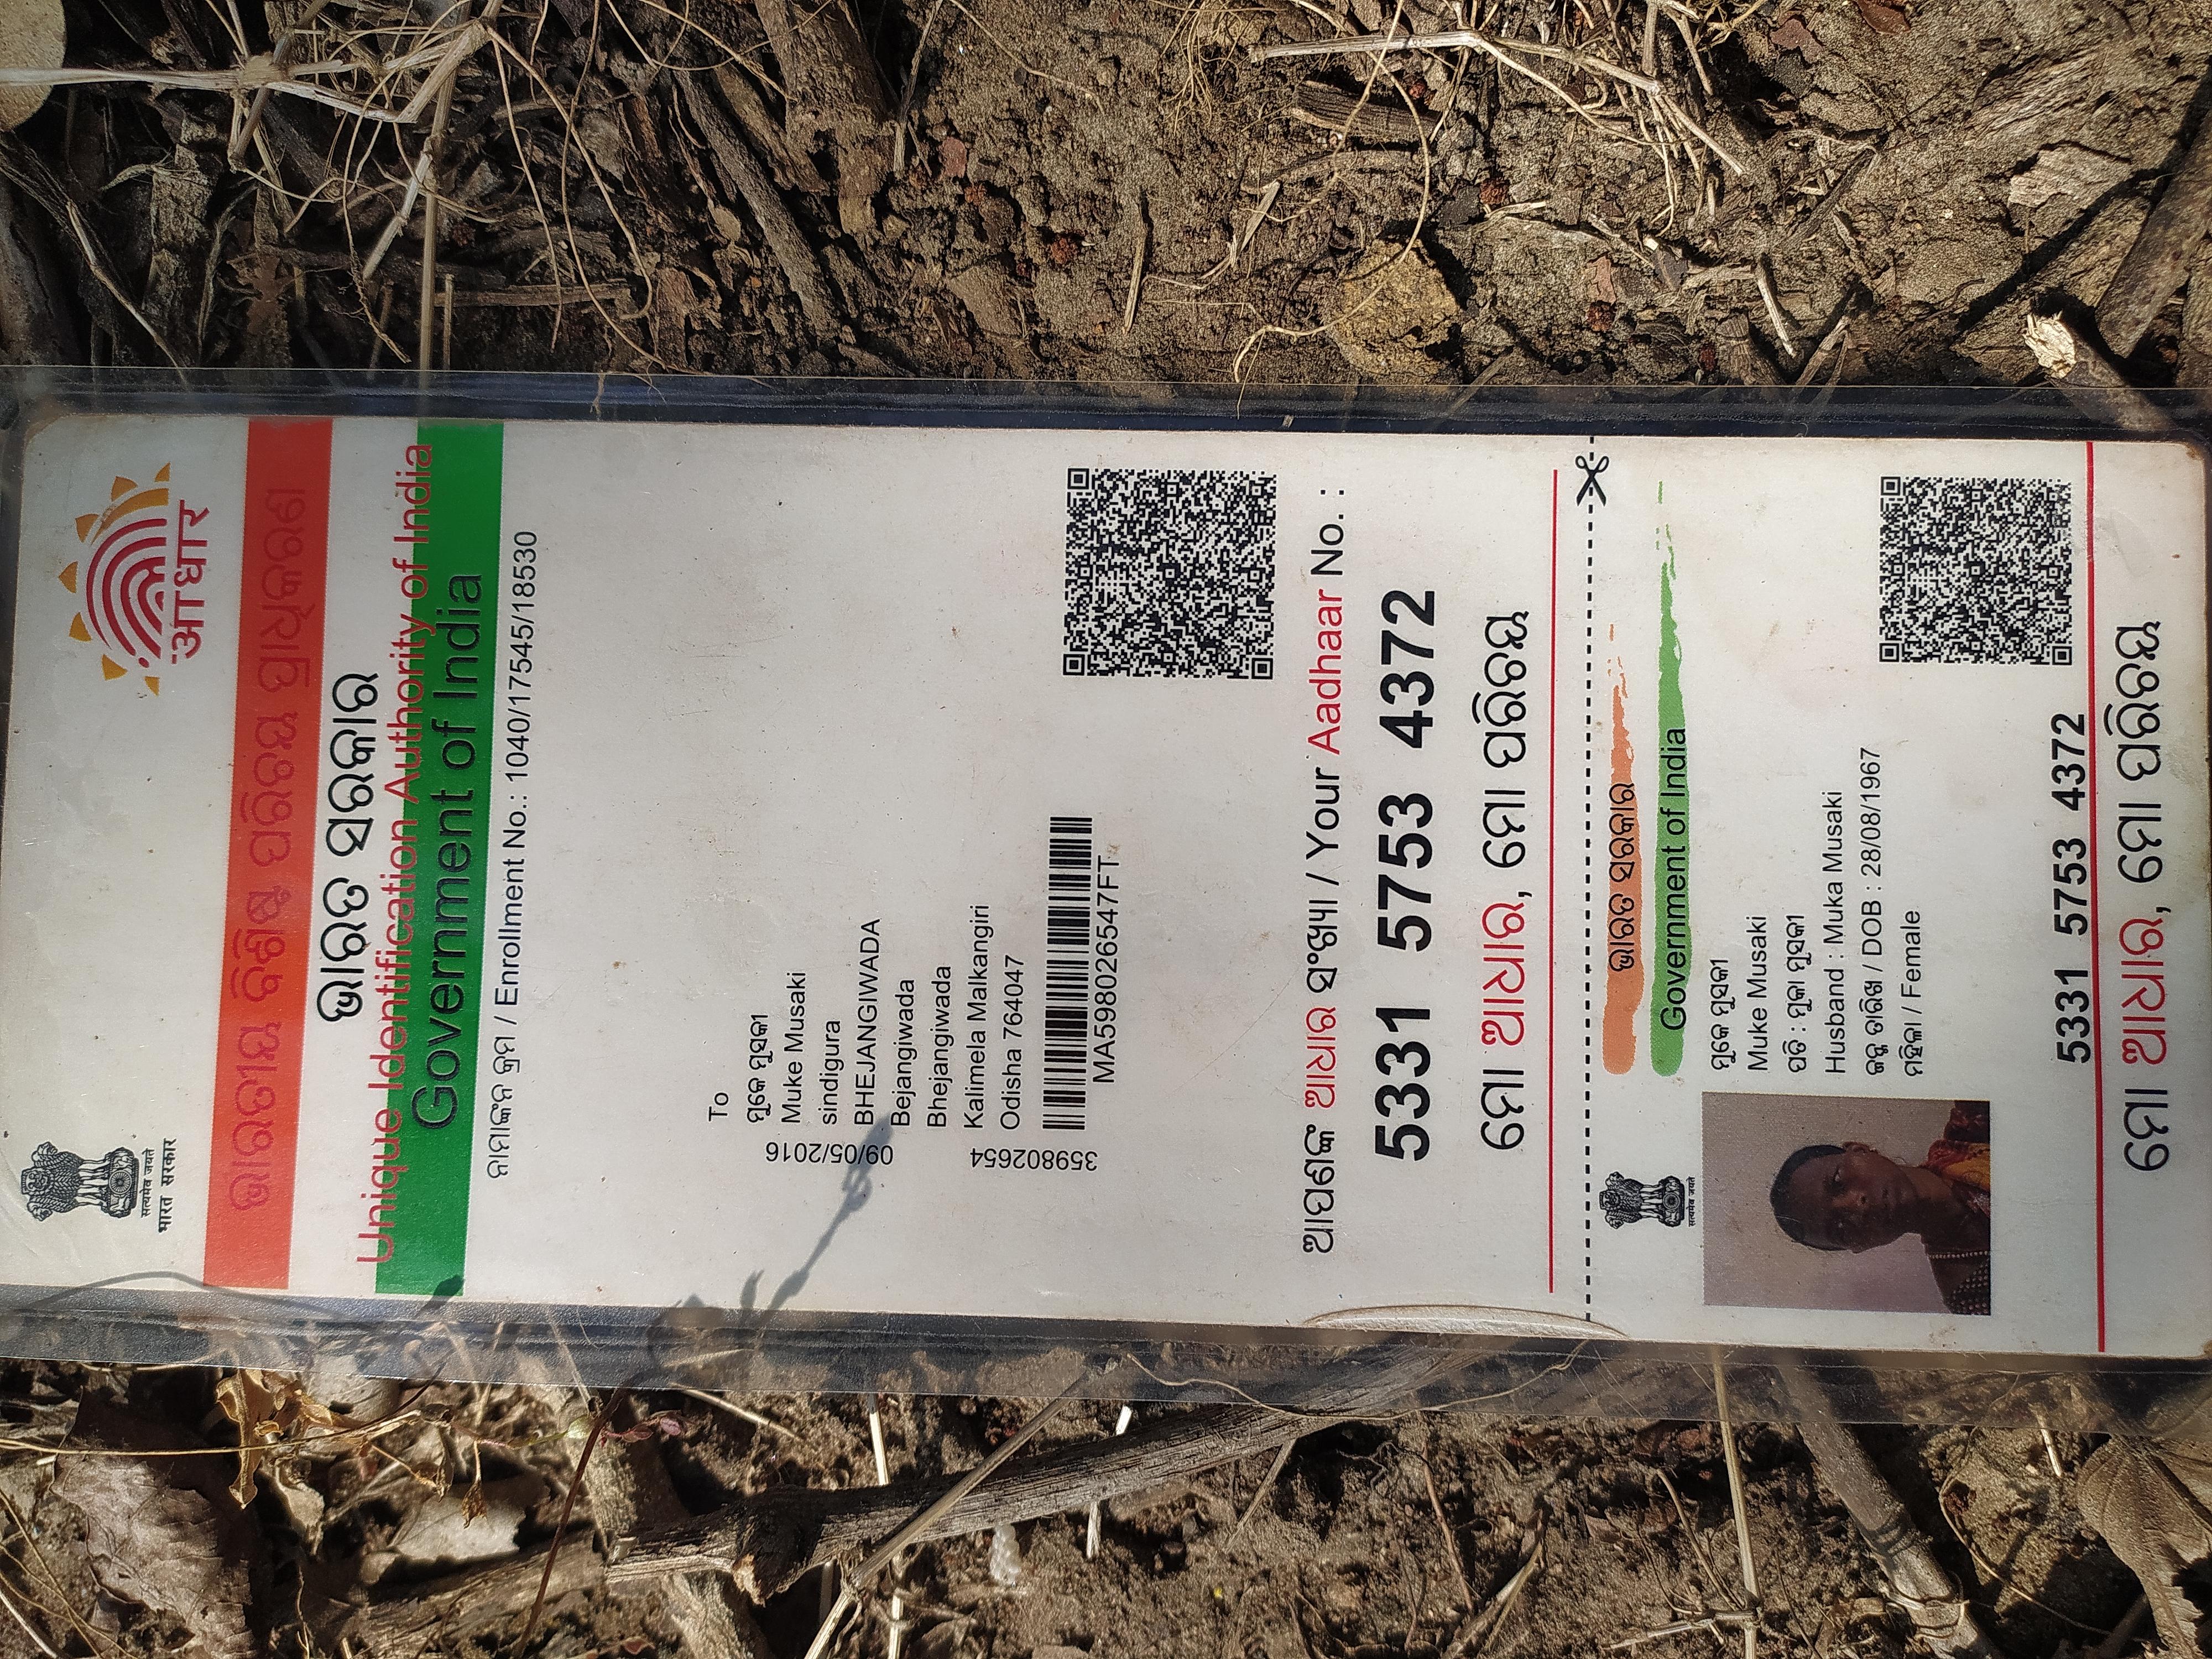 सत्यमेव जयते
भारत सरकार
आधार
ଭାରତୀୟ ବିଶିଷ୍ଟ ପରିଚୟ ପ୍ରାଧିକରଣ
ଭାରତ ସରକାର
Unique Identification Authority of India
Government of India
ନାମାଙ୍କନ କ୍ରମ / Enrollment No.: 1040/17545/18530
To
ମୁକେ ମୁସକୀ
Muke Musaki
sindigura
BHEJANGIWADA
Bejangiwada
Bhejangiwada
Kalimela Malkangiri
Odisha 764047
09/05/2016
359802654
MA598026547FT
ଆପଣଙ୍କ ଆଧାର ସଂଖ୍ୟା / Your Aadhaar No. :
5331 5753 4372
ମୋ ଆଧାର, ମୋ ପରିଚୟ
सत्यमेव जयते
ଭାରତ ସରକାର
Government of India
ମୁକେ ମୁସକୀ
Muke Musaki
ପତି : ମୁକା ମୁସକୀ
Husband : Muka Musaki
ଜନ୍ମ ତାରିଖ / DOB : 28/08/1967
ମହିଳା / Female
5331 5753 4372
ମୋ ଆଧାର, ମୋ ପରିଚୟ